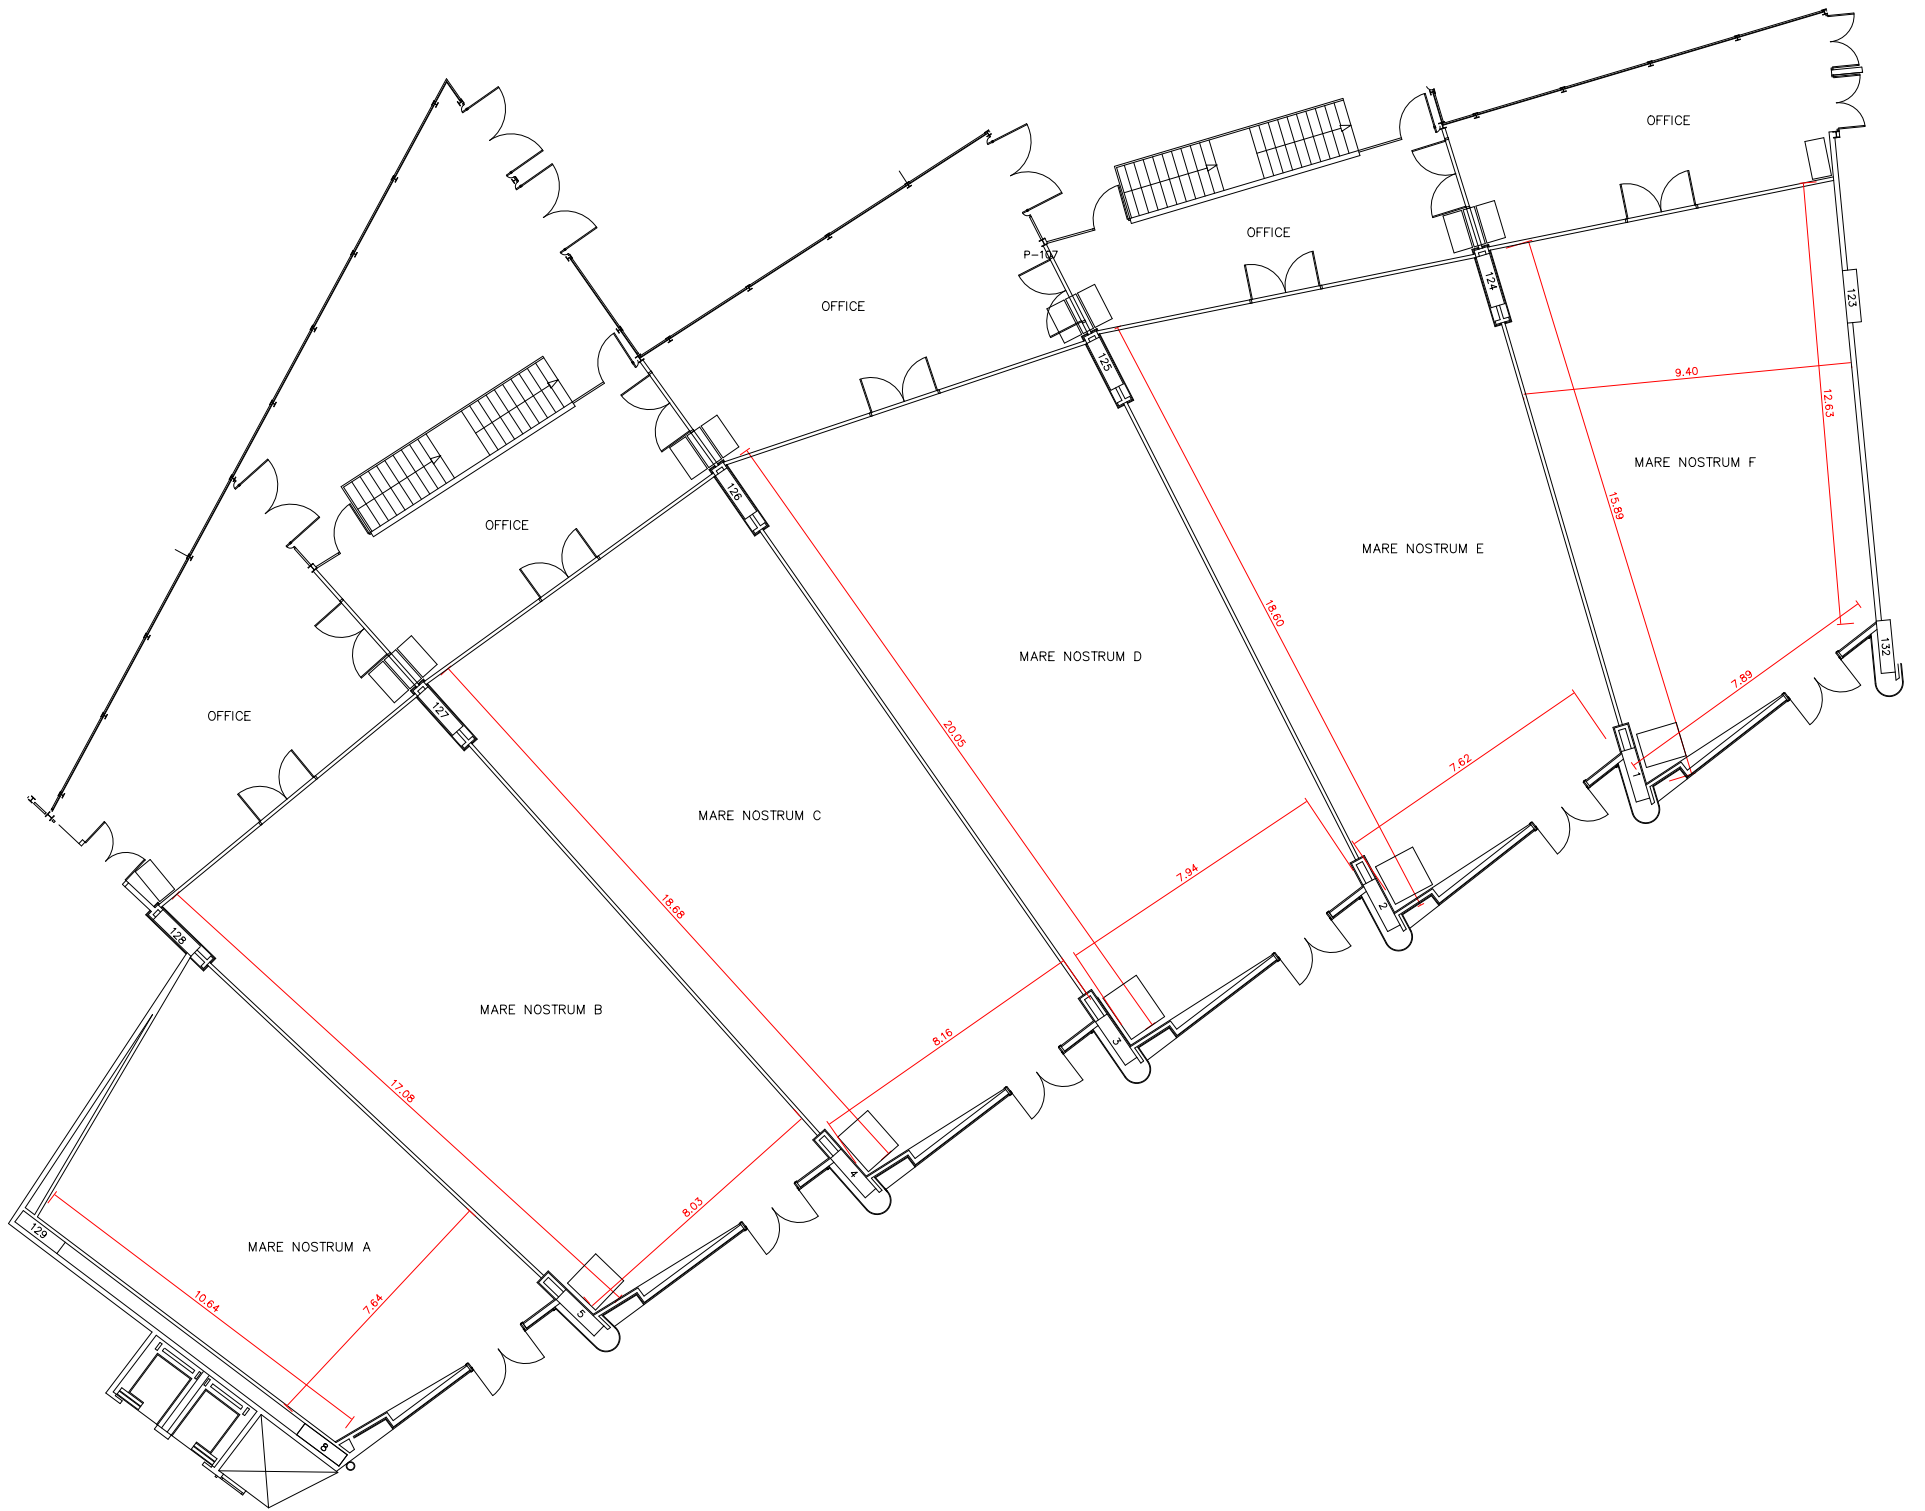 OFFICE
OFFICE
P-107
124
123
OFFICE
125
9.40
12.63
MARE NOSTRUM F
126
15.89
OFFICE
MARE NOSTRUM E
18.60
132
MARE NOSTRUM D
7.89
127
OFFICE
20.05
7.62
1
MARE NOSTRUM C
7.94
18.68
2
128
MARE NOSTRUM B
8.16
3
17.08
4
8.03
129
MARE NOSTRUM A
10.64
7.64
5
8